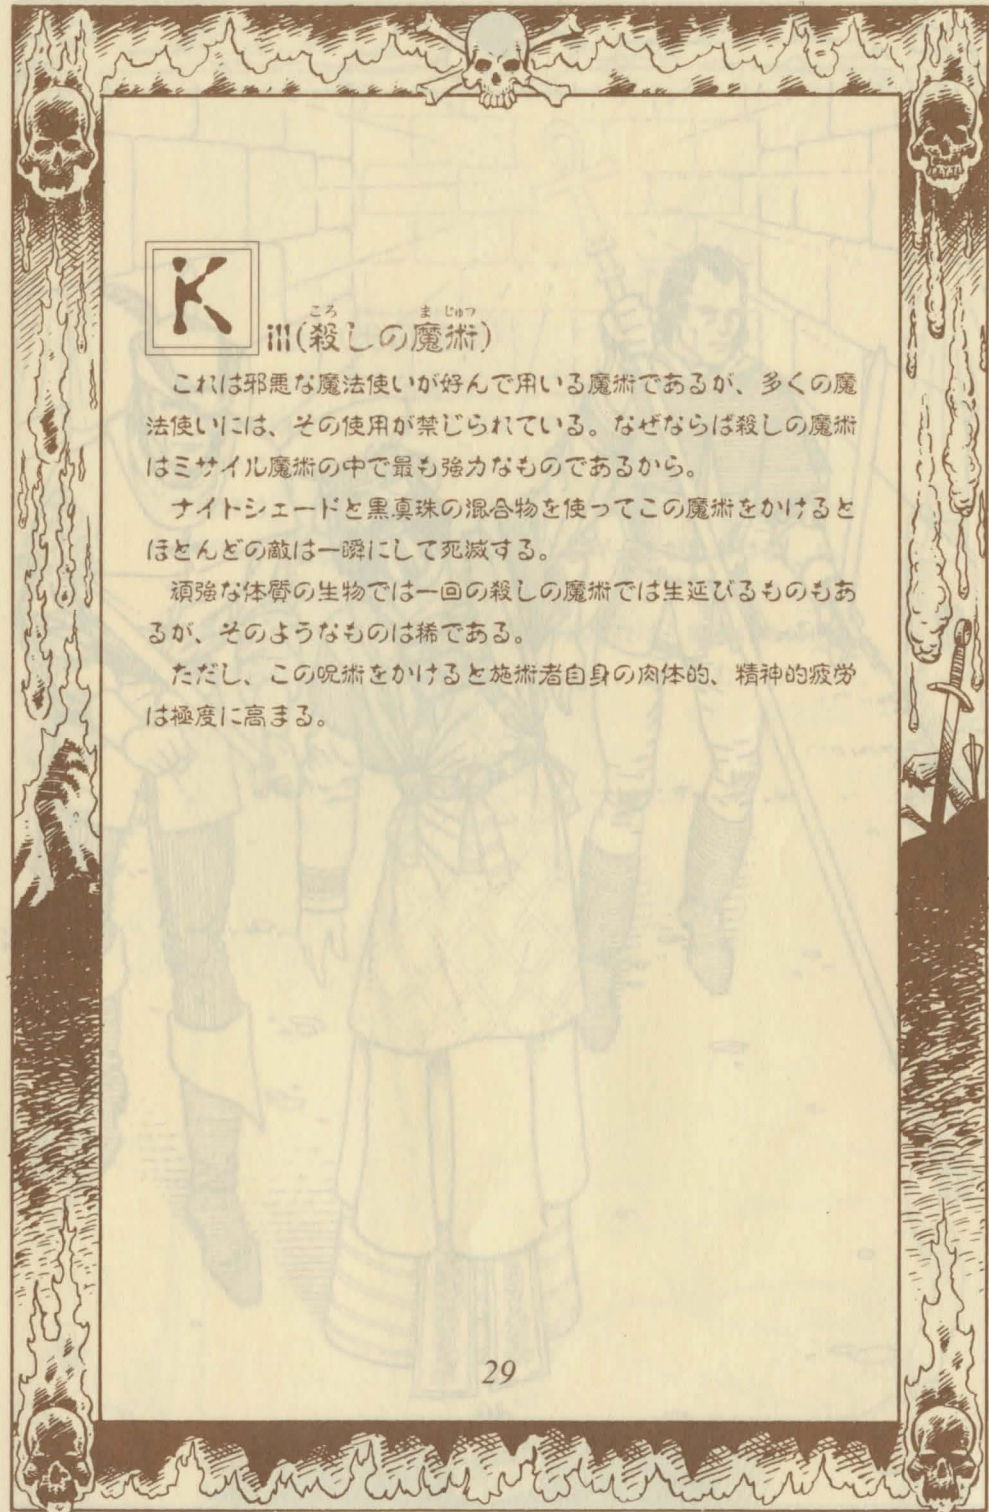 Kill(殺しの魔術)
これは邪悪な魔法使いが好んで用いる魔術であるが、多くの魔
法使いには、その使用が禁じられている。なぜならば殺しの魔術
はミサイル魔術の中で最も強力なものであるから。
ナイトシェードと黒真珠の混合物を使ってこの魔術をかけると
ほとんどの敵は一瞬にして死滅する。
頑強な体質の生物では一回の殺しの魔術では生延びるものもあ
るが、そのようなものは稀である。
ただし、この呪術をかけると施術者自身の肉体的、精神的疲労
は極度に高まる。
29